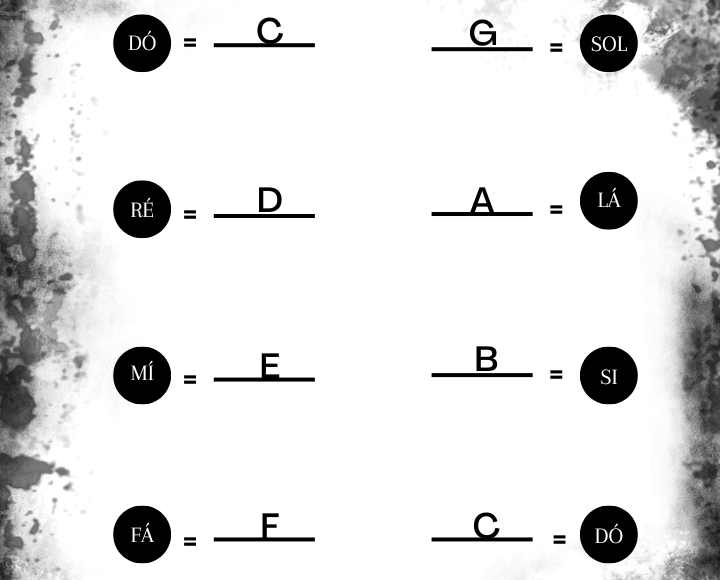 DÓ = C
G = SOL
RÉ = D
A = LÁ
MÍ = E
B = SI
FÁ = F
C = DÓ